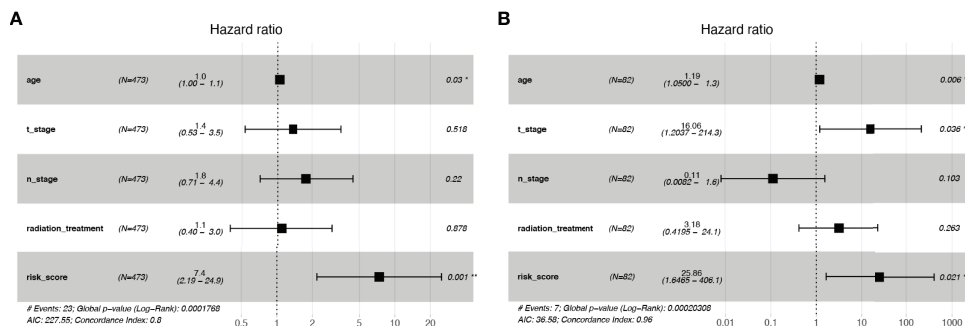 A
Hazard ratio
age (N=473) 1.0 (1.00 − 1.1) 0.03 *
t_stage (N=473) 1.4 (0.53 − 3.5) 0.518
n_stage (N=473) 1.8 (0.71 − 4.4) 0.22
radiation_treatment (N=473) 1.1 (0.40 − 3.0) 0.878
risk_score (N=473) 7.4 (2.19 − 24.9) 0.001 **
# Events: 23; Global p−value (Log−Rank): 0.0001768
AIC: 227.55; Concordance Index: 0.8
0.5 1 2 5 10 20
B
Hazard ratio
age (N=82) 1.19 (1.0500 − 1.3) 0.006 *
t_stage (N=82) 16.06 (1.2037 − 214.3) 0.036 *
n_stage (N=82) 0.11 (0.0082 − 1.6) 0.103
radiation_treatment (N=82) 3.18 (0.4195 − 24.1) 0.263
risk_score (N=82) 25.86 (1.6465 − 406.1) 0.021 *
# Events: 7; Global p−value (Log−Rank): 0.00020308
AIC: 36.58; Concordance Index: 0.96
0.01 0.1 1 10 100 1000